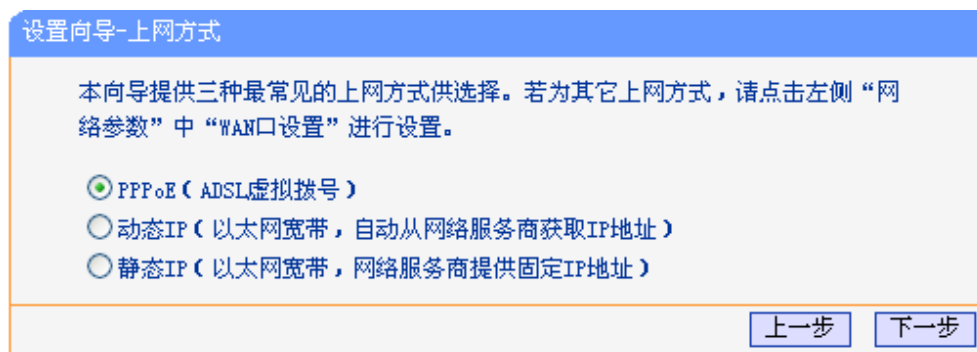 设置向导-上网方式
本向导提供三种最常见的上网方式供选择。若为其它上网方式，请点击左侧“网
络参数”中“WAN口设置”进行设置。
PPPoE（ADSL虚拟拨号）
动态IP（以太网宽带，自动从网络服务商获取IP地址）
静态IP（以太网宽带，网络服务商提供固定IP地址）
上一步 下一步